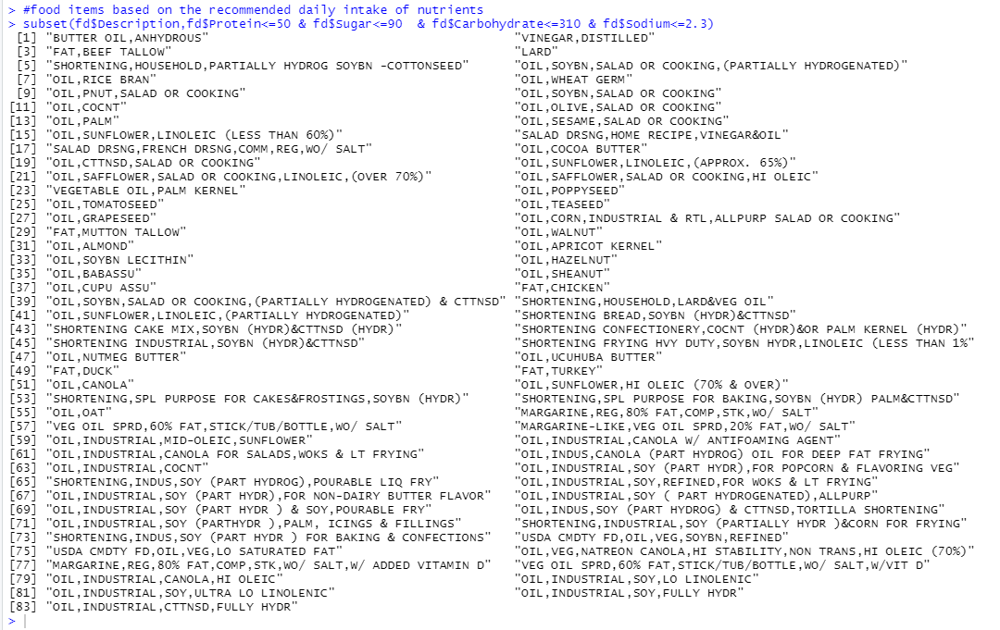 > #food items based on the recommended daily intake of nutrients
> subset(fd$Description,fd$Protein<=50 & fd$Sugar<=90  & fd$Carbohydrate<=310 & fd$Sodium<=2.3)
[1] "BUTTER OIL,ANHYDROUS" "VINEGAR,DISTILLED"
[3] "FAT,BEEF TALLOW" "LARD"
[5] "SHORTENING,HOUSEHOLD,PARTIALLY HYDROG SOYBN -COTTONSEED" "OIL,SOYBN,SALAD OR COOKING,(PARTIALLY HYDROGENATED)"
[7] "OIL,RICE BRAN" "OIL,WHEAT GERM"
[9] "OIL,PNUT,SALAD OR COOKING" "OIL,SOYBN,SALAD OR COOKING"
[11] "OIL,COCNT" "OIL,OLIVE,SALAD OR COOKING"
[13] "OIL,PALM" "OIL,SESAME,SALAD OR COOKING"
[15] "OIL,SUNFLOWER,LINOLEIC (LESS THAN 60%)" "SALAD DRSNG,HOME RECIPE,VINEGAR&OIL"
[17] "SALAD DRSNG,FRENCH DRSNG,COMM,REG,WO/ SALT" "OIL,COCOA BUTTER"
[19] "OIL,CTTNSD,SALAD OR COOKING" "OIL,SUNFLOWER,LINOLEIC,(APPROX. 65%)"
[21] "OIL,SAFFLOWER,SALAD OR COOKING,LINOLEIC,(OVER 70%)" "OIL,SAFFLOWER,SALAD OR COOKING,HI OLEIC"
[23] "VEGETABLE OIL,PALM KERNEL" "OIL,POPPYSEED"
[25] "OIL,TOMATOSEED" "OIL,TEASEED"
[27] "OIL,GRAPESEED" "OIL,CORN,INDUSTRIAL & RTL,ALLPURP SALAD OR COOKING"
[29] "FAT,MUTTON TALLOW" "OIL,WALNUT"
[31] "OIL,ALMOND" "OIL,APRICOT KERNEL"
[33] "OIL,SOYBN LECITHIN" "OIL,HAZELNUT"
[35] "OIL,BABASSU" "OIL,SHEANUT"
[37] "OIL,CUPU ASSU" "FAT,CHICKEN"
[39] "OIL,SOYBN,SALAD OR COOKING,(PARTIALLY HYDROGENATED) & CTTNSD" "SHORTENING,HOUSEHOLD,LARD&VEG OIL"
[41] "OIL,SUNFLOWER,LINOLEIC,(PARTIALLY HYDROGENATED)" "SHORTENING BREAD,SOYBN (HYDR)&CTTNSD"
[43] "SHORTENING CAKE MIX,SOYBN (HYDR)&CTTNSD (HYDR)" "SHORTENING CONFECTIONERY,COCNT (HYDR)&OR PALM KERNEL (HYDR)"
[45] "SHORTENING INDUSTRIAL,SOYBN (HYDR)&CTTNSD" "SHORTENING FRYING HVY DUTY,SOYBN HYDR,LINOLEIC (LESS THAN 1%"
[47] "OIL,NUTMEG BUTTER" "OIL,UCUHUBA BUTTER"
[49] "FAT,DUCK" "FAT,TURKEY"
[51] "OIL,CANOLA" "OIL,SUNFLOWER,HI OLEIC (70% & OVER)"
[53] "SHORTENING,SPL PURPOSE FOR CAKES&FROSTINGS,SOYBN (HYDR)" "SHORTENING,SPL PURPOSE FOR BAKING,SOYBN (HYDR) PALM&CTTNSD"
[55] "OIL,OAT" "MARGARINE,REG,80% FAT,COMP,STK,WO/ SALT"
[57] "VEG OIL SPRD,60% FAT,STICK/TUB/BOTTLE,WO/ SALT" "MARGARINE-LIKE,VEG OIL SPRD,20% FAT,WO/ SALT"
[59] "OIL,INDUSTRIAL,MID-OLEIC,SUNFLOWER" "OIL,INDUSTRIAL,CANOLA W/ ANTIFOAMING AGENT"
[61] "OIL,INDUSTRIAL,CANOLA FOR SALADS,WOKS & LT FRYING" "OIL,INDUS,CANOLA (PART HYDROG) OIL FOR DEEP FAT FRYING"
[63] "OIL,INDUSTRIAL,COCNT" "OIL,INDUSTRIAL,SOY (PART HYDR),FOR POPCORN & FLAVORING VEG"
[65] "SHORTENING,INDUS,SOY (PART HYDROG),POURABLE LIQ FRY" "OIL,INDUSTRIAL,SOY,REFINED,FOR WOKS & LT FRYING"
[67] "OIL,INDUSTRIAL,SOY (PART HYDR),FOR NON-DAIRY BUTTER FLAVOR" "OIL,INDUSTRIAL,SOY ( PART HYDROGENATED),ALLPURP"
[69] "OIL,INDUSTRIAL,SOY (PART HYDR ) & SOY,POURABLE FRY" "OIL,INDUS,SOY (PART HYDROG) & CTTNSD,TORTILLA SHORTENING"
[71] "OIL,INDUSTRIAL,SOY (PARTHYDR ),PALM, ICINGS & FILLINGS" "SHORTENING,INDUSTRIAL,SOY (PARTIALLY HYDR )&CORN FOR FRYING"
[73] "SHORTENING,INDUS,SOY (PART HYDR ) FOR BAKING & CONFECTIONS" "USDA CMDTY FD,OIL,VEG,SOYBN,REFINED"
[75] "USDA CMDTY FD,OIL,VEG,LO SATURATED FAT" "OIL,VEG,NATREON CANOLA,HI STABILITY,NON TRANS,HI OLEIC (70%)"
[77] "MARGARINE,REG,80% FAT,COMP,STK,WO/ SALT,W/ ADDED VITAMIN D" "VEG OIL SPRD,60% FAT,STICK/TUB/BOTTLE,WO/ SALT,W/VIT D"
[79] "OIL,INDUSTRIAL,CANOLA,HI OLEIC" "OIL,INDUSTRIAL,SOY,LO LINOLENIC"
[81] "OIL,INDUSTRIAL,SOY,ULTRA LO LINOLENIC" "OIL,INDUSTRIAL,SOY,FULLY HYDR"
[83] "OIL,INDUSTRIAL,CTTNSD,FULLY HYDR"
>